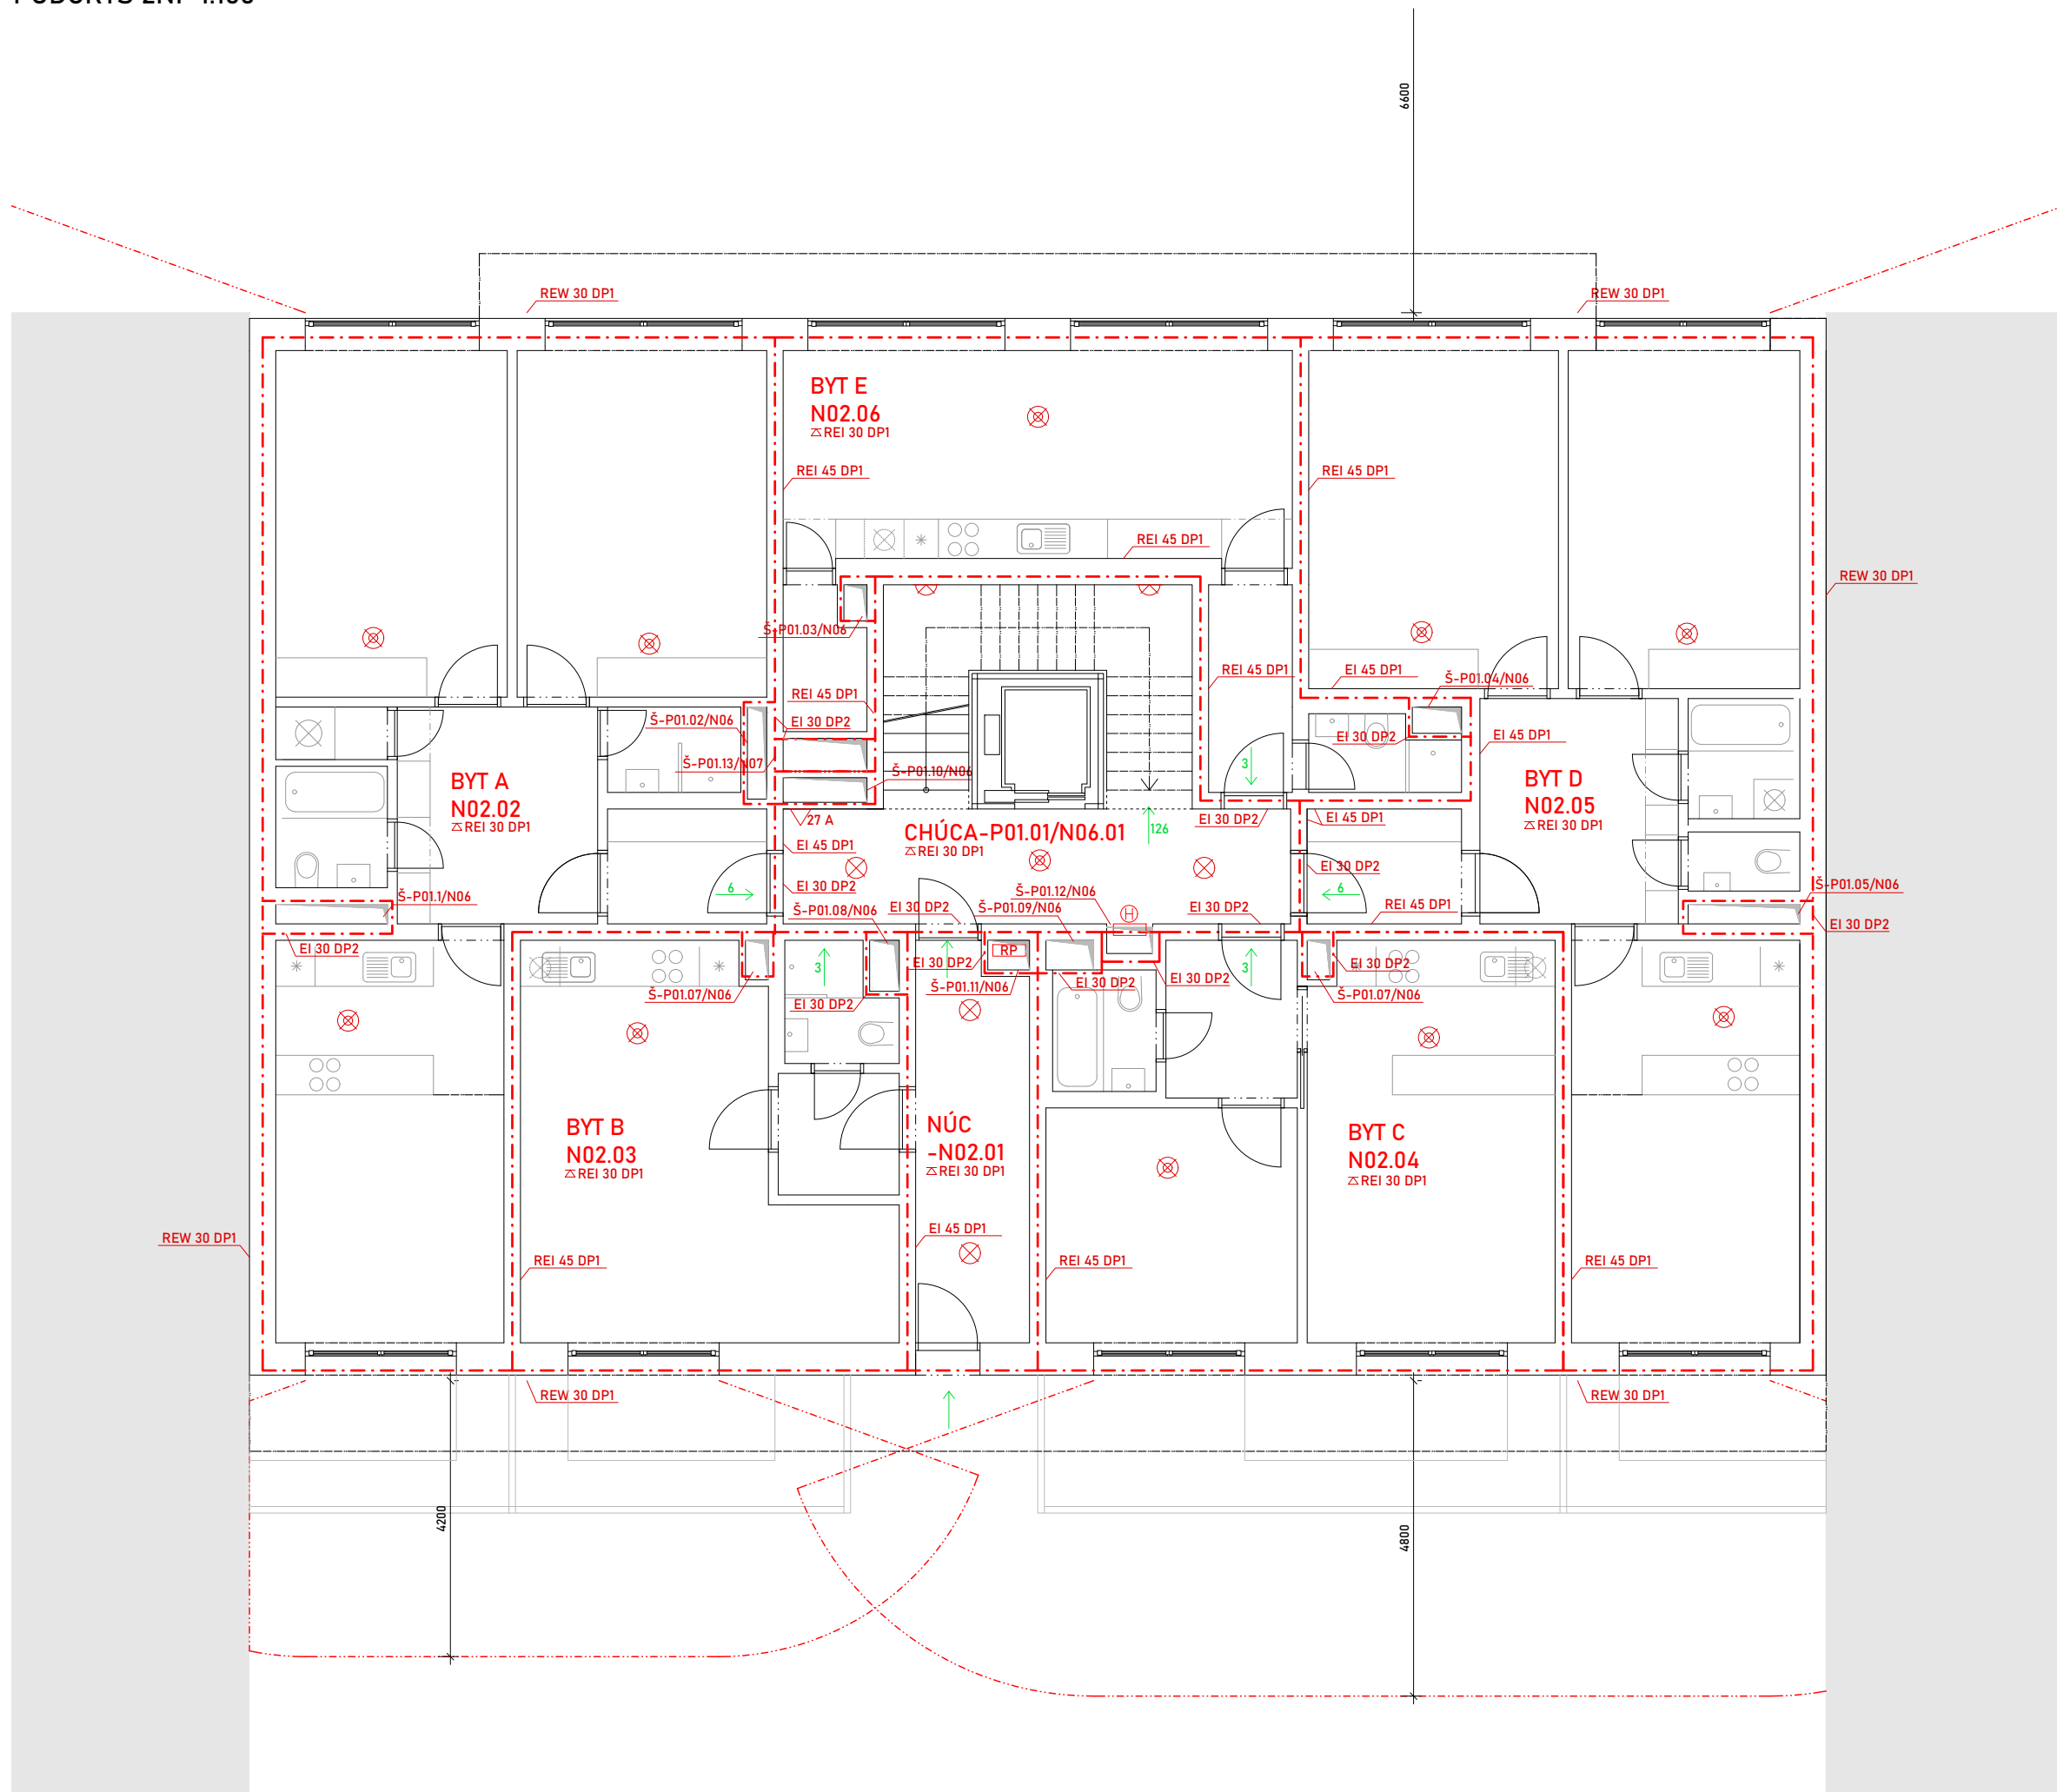 6600
REW 30 DP1
REW 30 DP1
BYT E
N02.06
REI 30 DP1
REI 45 DP1
REI 45 DP1
REI 45 DP1
REW 30 DP1
Š-P01.03/N06
REI 45 DP1
EI 45 DP1
Š-P01.04/N06
REI 45 DP1
Š-P01.02/N06
EI 30 DP2
EI 30 DP2
EI 45 DP1
Š-P01.13/N07
3
Š-P01.10/N06
BYT A
N02.02
REI 30 DP1
BYT D
N02.05
REI 30 DP1
27 A
CHÚCA-P01.01/N06.01
REI 30 DP1
126
EI 30 DP2
EI 45 DP1
EI 45 DP1
EI 30 DP2
EI 30 DP2
6
6
Š-P01.1/N06
Š-P01.12/N06
Š-P01.05/N06
Š-P01.08/N06
EI 30 DP2
Š-P01.09/N06
H
EI 30 DP2
REI 45 DP1
EI 30 DP2
EI 30 DP2
RP
3
EI 30 DP2
3
EI 30 DP2
EI 30 DP2
EI 30 DP2
Š-P01.07/N06
EI 30 DP2
Š-P01.11/N06
Š-P01.07/N06
BYT B
N02.03
REI 30 DP1
NÚC
-N02.01
REI 30 DP1
BYT C
N02.04
REI 30 DP1
EI 45 DP1
REW 30 DP1
REI 45 DP1
REI 45 DP1
REI 45 DP1
REW 30 DP1
REW 30 DP1
4200
4800